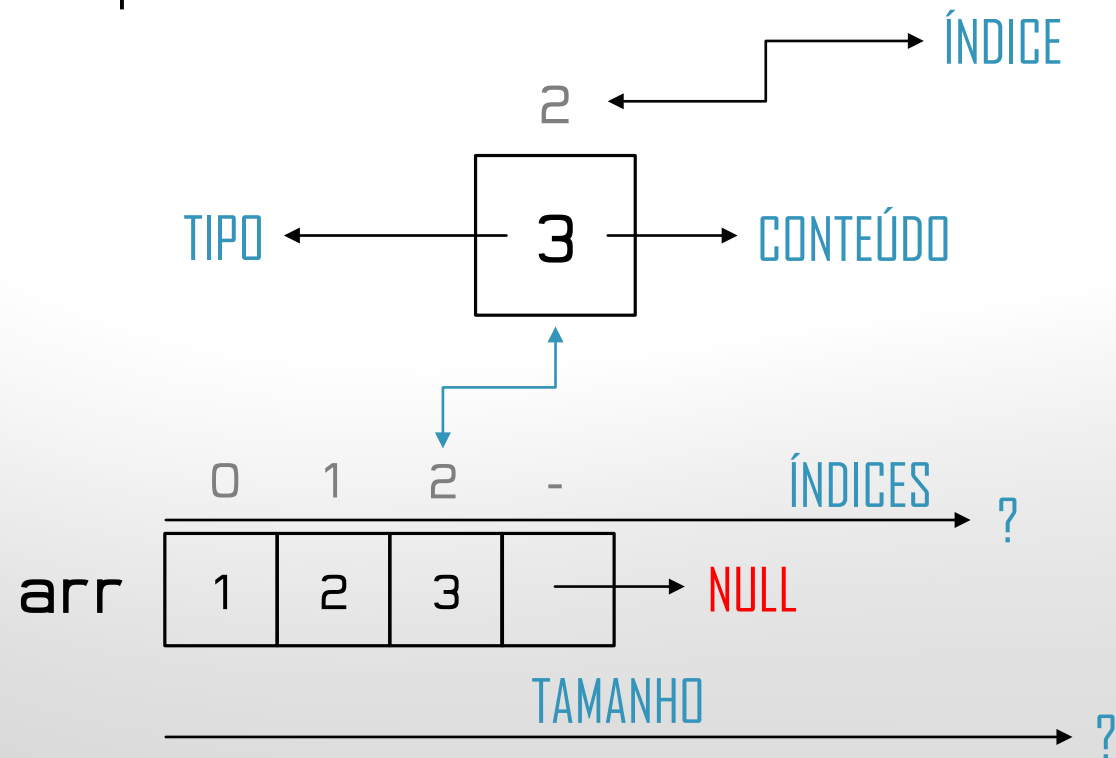 ÍNDICE
2
TIPO 3 CONTEÚDO
0 1 2 - ÍNDICES ?
arr 1 2 3 NULL
TAMANHO ?